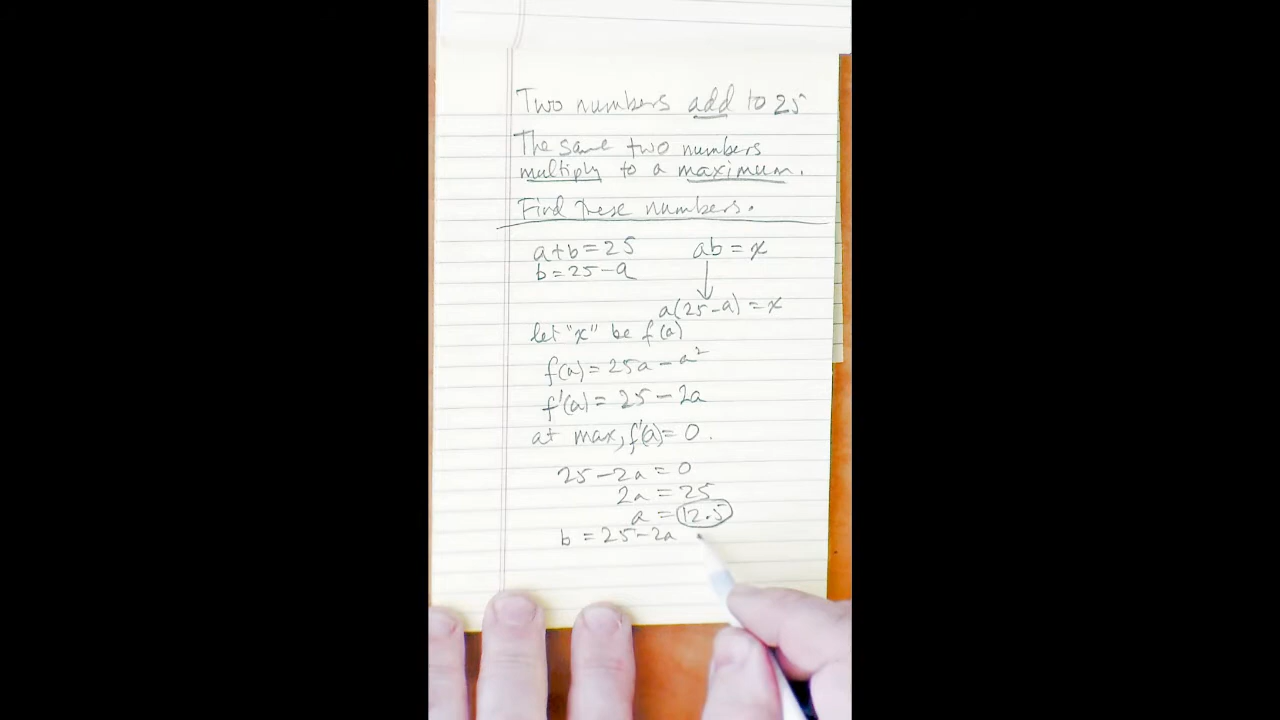 Two numbers add to 25
The same two numbers
multiply to a maximum.
Find these numbers.
a+b=25 ab = x
b=25-a
a(25-a) = x
let "x" be f(a)
f(a)=25a-a²
f'(a)= 25-2a
at max, f'(a)= 0.
25-2a=0
2a = 25
a = 12.5
b = 25-2a